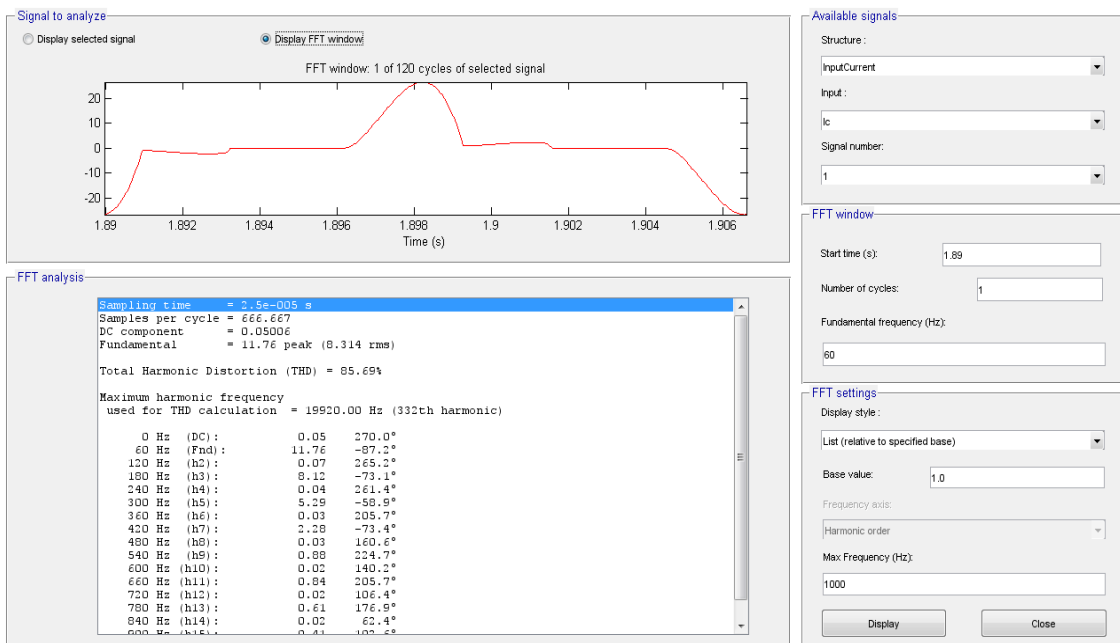 Signal to analyze
Display selected signal
Display FFT window
FFT window: 1 of 120 cycles of selected signal
20
10
0
-10
-20
1.89 1.892 1.894 1.896 1.898 1.9 1.902 1.904 1.906
Time (s)
FFT analysis
Sampling time = 2.5e-005 s
Samples per cycle = 666.667
DC component = 0.05006
Fundamental = 11.76 peak (8.314 rms)
Total Harmonic Distortion (THD) = 85.69%
Maximum harmonic frequency
used for THD calculation = 19920.00 Hz (332th harmonic)
0 Hz (DC): 0.05 270.0°
60 Hz (Fnd): 11.76 -87.2°
120 Hz (h2): 0.07 265.2°
180 Hz (h3): 8.12 -73.1°
240 Hz (h4): 0.04 261.4°
300 Hz (h5): 5.29 -58.9°
360 Hz (h6): 0.03 205.7°
420 Hz (h7): 2.28 -73.4°
480 Hz (h8): 0.03 160.6°
540 Hz (h9): 0.88 224.7°
600 Hz (h10): 0.02 140.2°
660 Hz (h11): 0.84 205.7°
720 Hz (h12): 0.02 106.4°
780 Hz (h13): 0.61 176.9°
840 Hz (h14): 0.02 62.4°
900 Hz (h15): 0.41 102.6°
Available signals
Structure :
InputCurrent
Input :
Ic
Signal number:
1
FFT window
Start time (s):
1.89
Number of cycles:
1
Fundamental frequency (Hz):
60
FFT settings
Display style :
List (relative to specified base)
Base value:
1.0
Frequency axis:
Harmonic order
Max Frequency (Hz):
1000
Display
Close